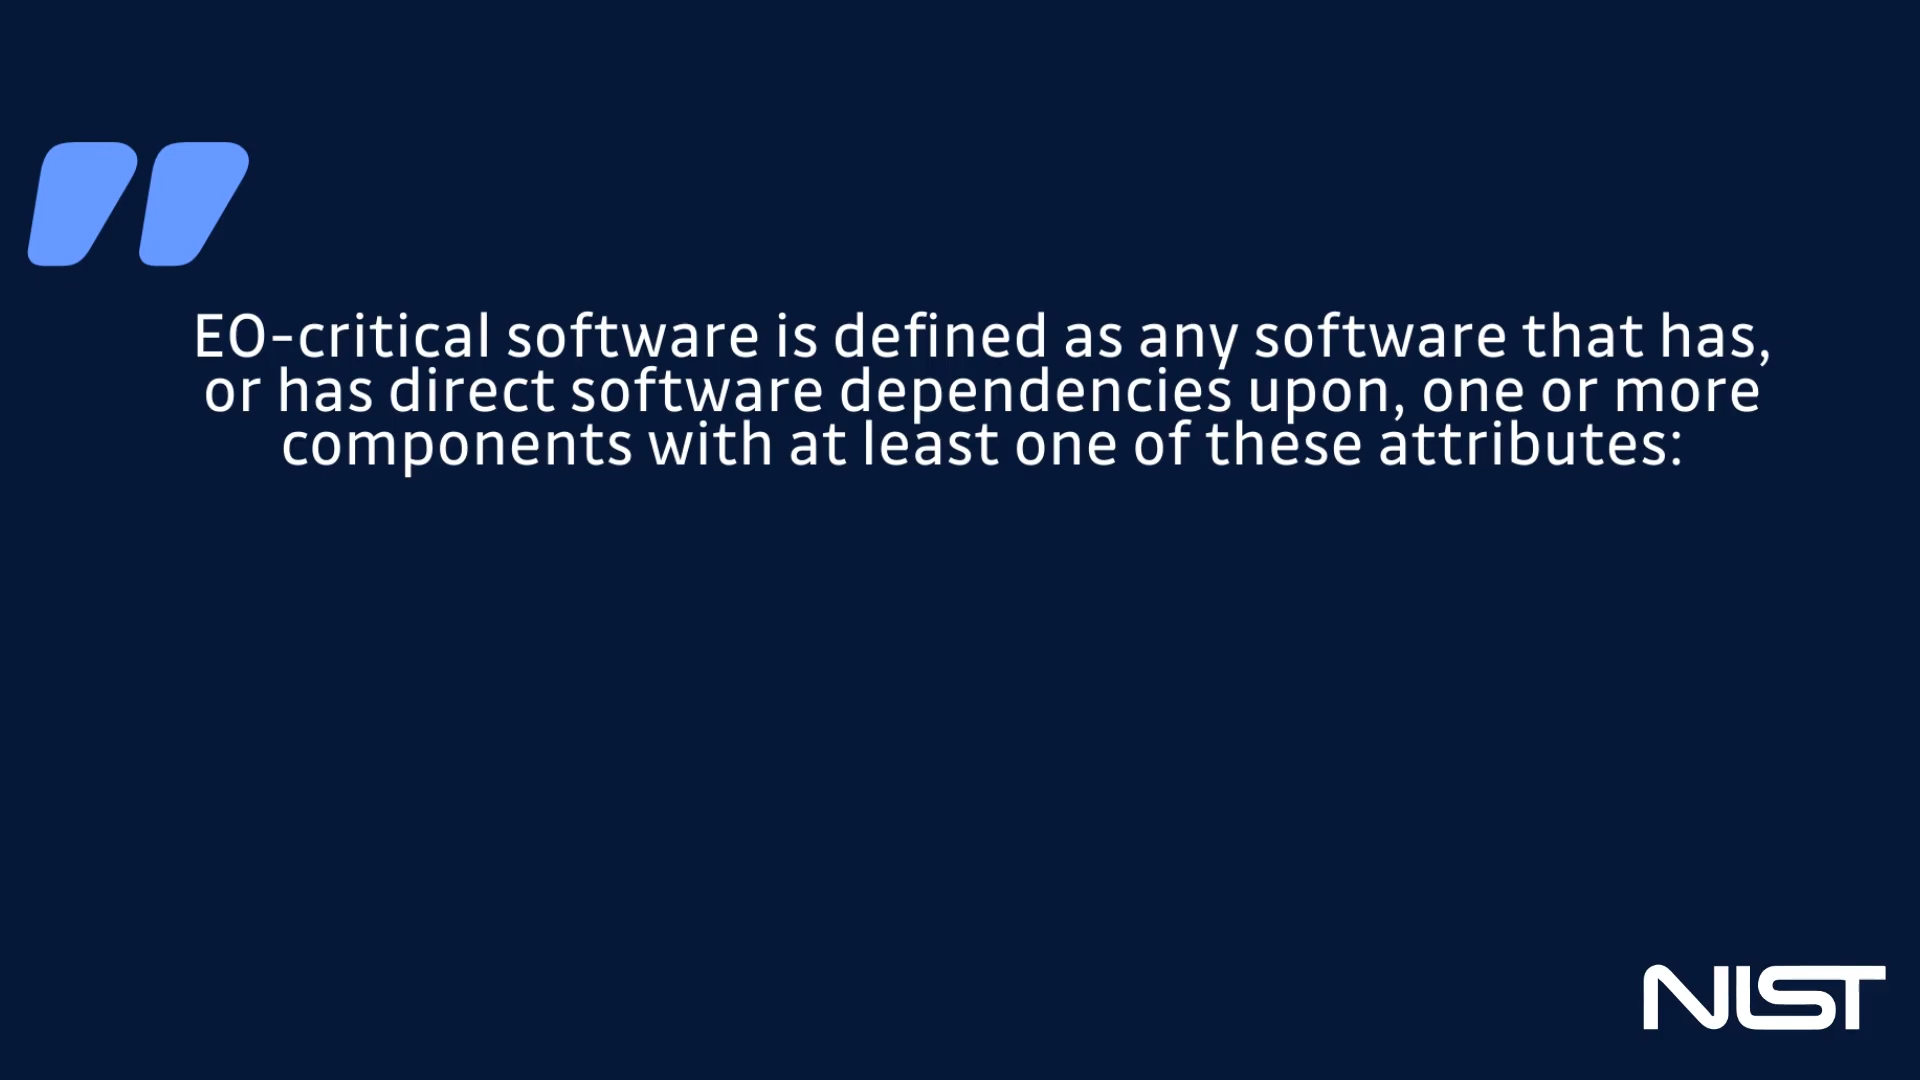 EO-critical software is defined as any software that has,
or has direct software dependencies upon, one or more
components with at least one of these attributes:
NIST